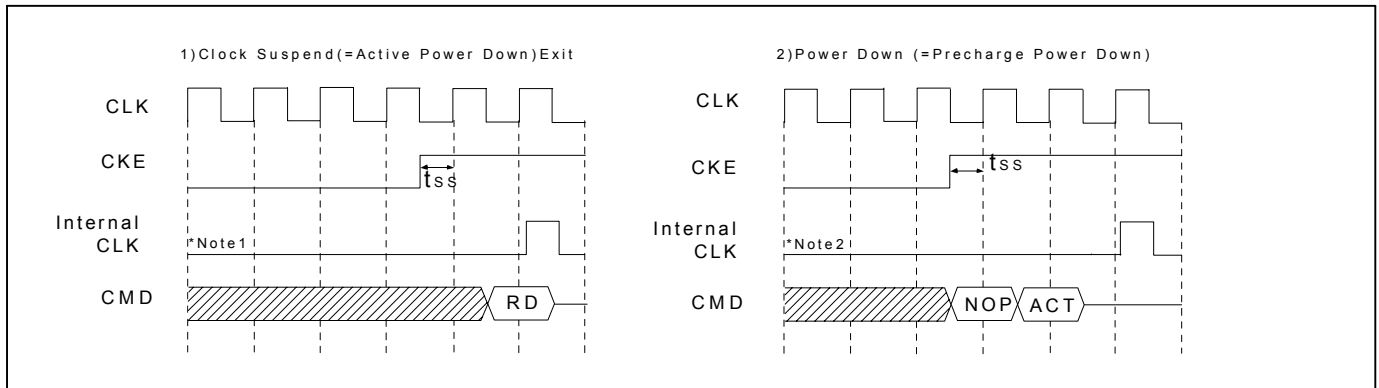 1)Clock Suspend(=Active Power Down)Exit
CLK
CKE
tss
Internal
CLK
*Note1
CMD
RD
2)Power Down (=Precharge Power Down)
CLK
CKE
tss
Internal
CLK
*Note2
CMD
NOP
ACT